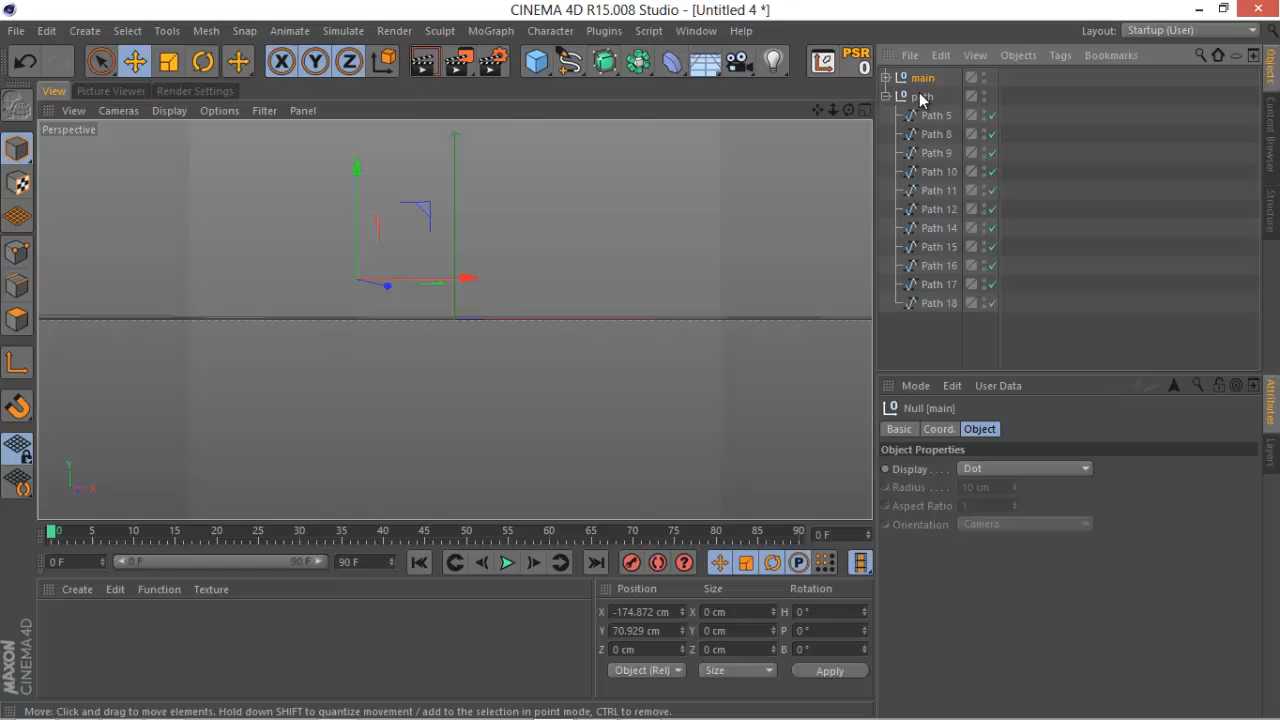 CINEMA 4D R15.008 Studio - [Untitled 4 *]
File Edit Create Select Tools Mesh Snap Animate Simulate Render Sculpt MoGraph Character Plugins Script Window Help
Layout: Startup (User)
PSR
0
File Edit View Objects Tags Bookmarks
View Picture Viewer Render Settings
View Cameras Display Options Filter Panel
Perspective
main
path
Path 5
Path 8
Path 9
Path 10
Path 11
Path 12
Path 14
Path 15
Path 16
Path 17
Path 18
Objects
Content Browser
Structure
Attributes
Layers
Mode Edit User Data
Null [main]
Basic Coord. Object
Object Properties
Display . . . . Dot
Radius . . . . 10 cm
Aspect Ratio 1
Orientation Camera
Y
X
0 5 10 15 20 25 30 35 40 45 50 55 60 65 70 75 80 85 90 0 F
0 F 0 F 90 F 90 F
Create Edit Function Texture
Position Size Rotation
X -174.872 cm X 0 cm H 0 °
Y 70.929 cm Y 0 cm P 0 °
Z 0 cm Z 0 cm B 0 °
Object (Rel) Size Apply
MAXON
CINEMA 4D
Move: Click and drag to move elements. Hold down SHIFT to quantize movement / add to the selection in point mode, CTRL to remove.